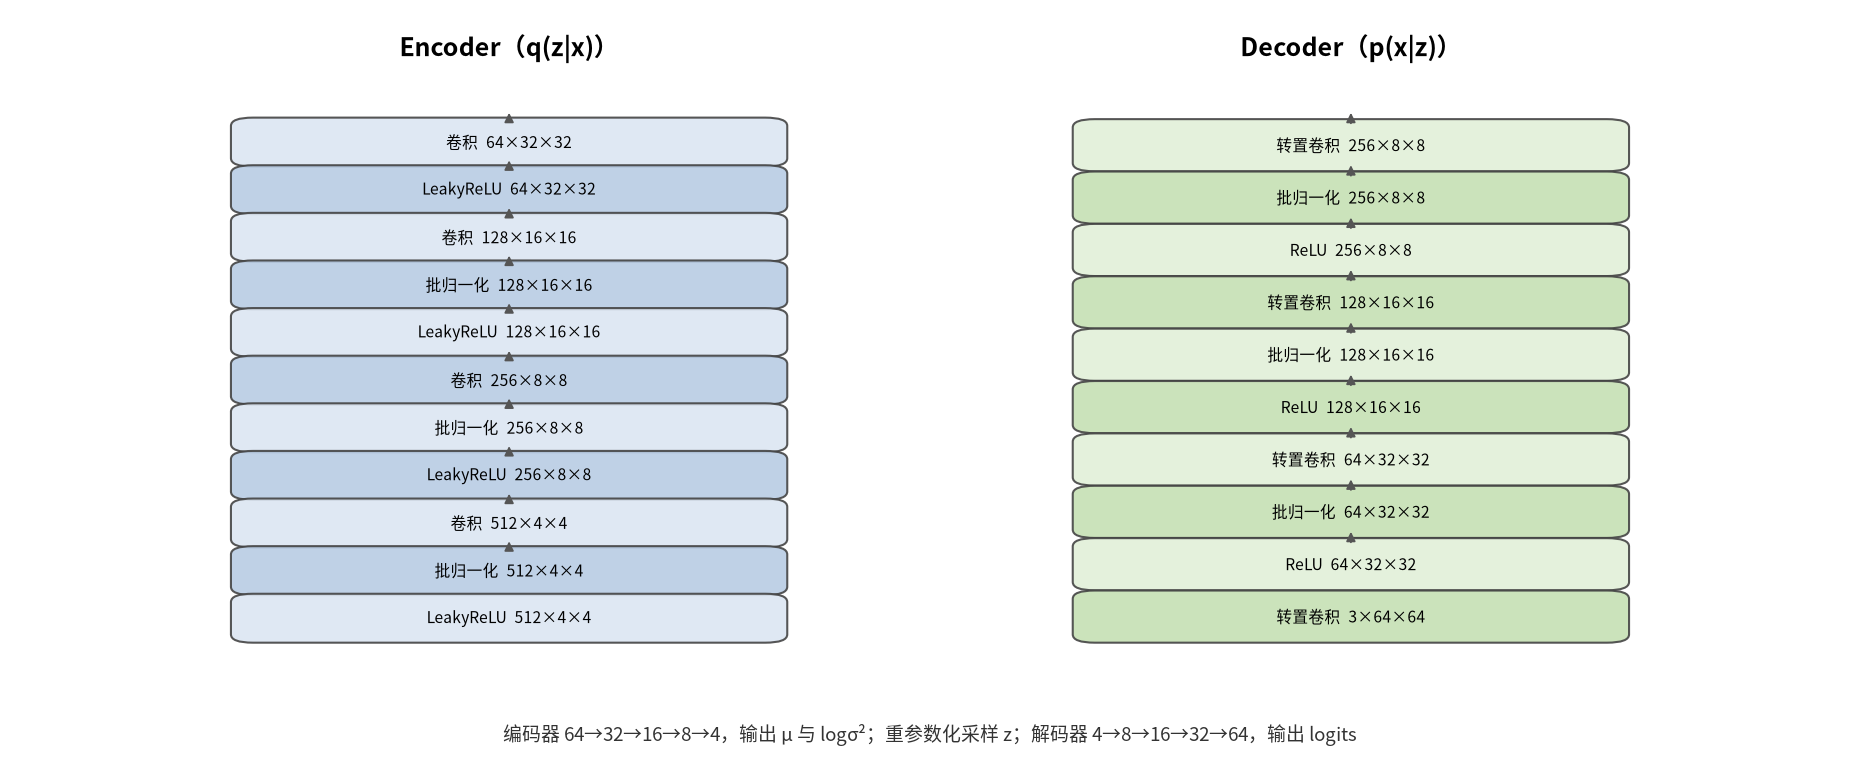 Encoder（q(z|x)）
卷积 64×32×32
LeakyReLU 64×32×32
卷积 128×16×16
批归一化 128×16×16
LeakyReLU 128×16×16
卷积 256×8×8
批归一化 256×8×8
LeakyReLU 256×8×8
卷积 512×4×4
批归一化 512×4×4
LeakyReLU 512×4×4
Decoder（p(x|z)）
转置卷积 256×8×8
批归一化 256×8×8
ReLU 256×8×8
转置卷积 128×16×16
批归一化 128×16×16
ReLU 128×16×16
转置卷积 64×32×32
批归一化 64×32×32
ReLU 64×32×32
转置卷积 3×64×64
编码器 64→32→16→8→4，输出 μ 与 logσ²；重参数化采样 z；解码器 4→8→16→32→64，输出 logits